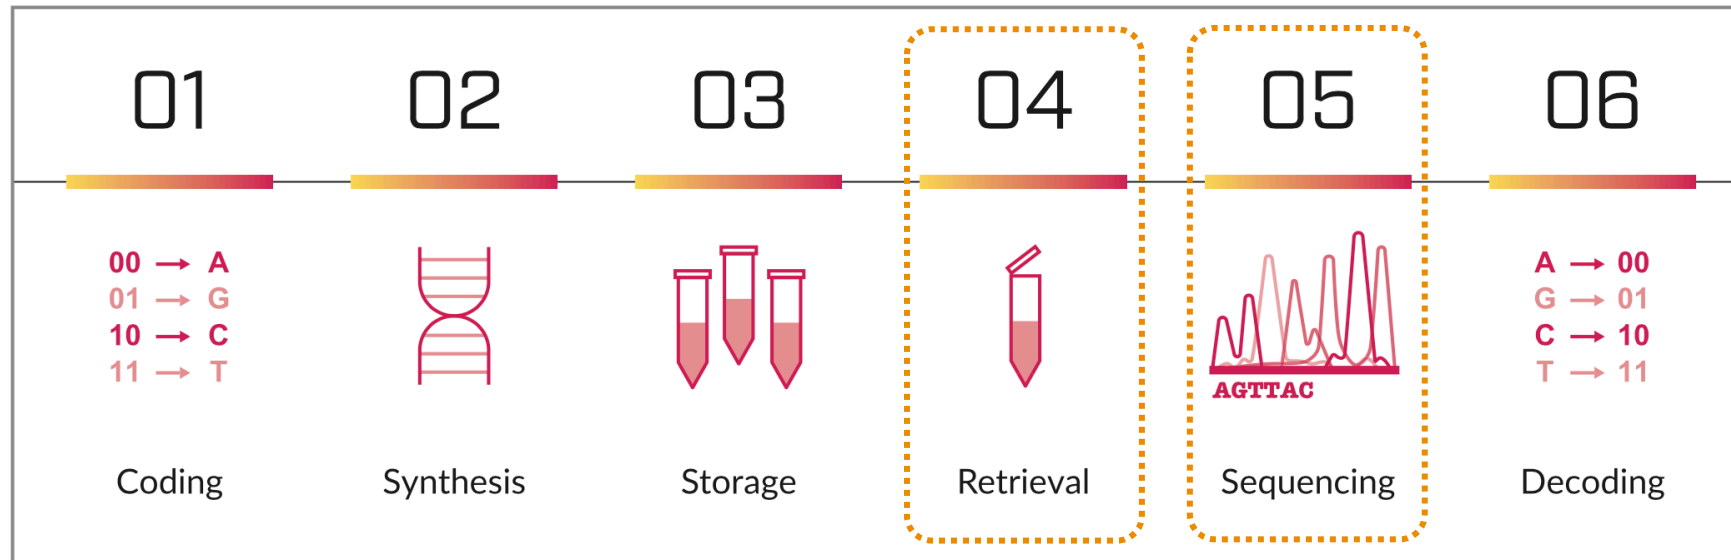 01 02 03 04 05 06
00 → A
01 → G
10 → C
11 → T
AGTTAC
A → 00
G → 01
C → 10
T → 11
Coding Synthesis Storage Retrieval Sequencing Decoding